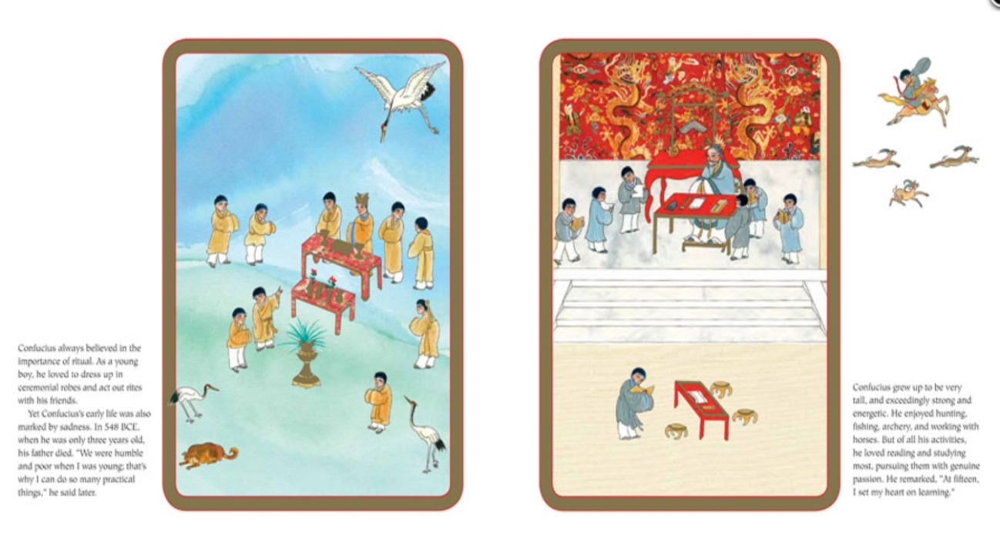 Confucius always believed in the
importance of ritual. As a young
boy, he loved to dress up in
ceremonial robes and act out rites
with his friends.
Yet Confucius's early life was also
marked by sadness. In 548 BCE,
when he was only three years old,
his father died. "We were humble
and poor when I was young; that's
why I can do so many practical
things," he said later.
Confucius grew up to be very
tall, and exceedingly strong and
energetic. He enjoyed hunting,
fishing, archery, and working with
horses. But of all his activities,
he loved reading and studying
most, pursuing them with genuine
passion. He remarked, "At fifteen,
I set my heart on learning."